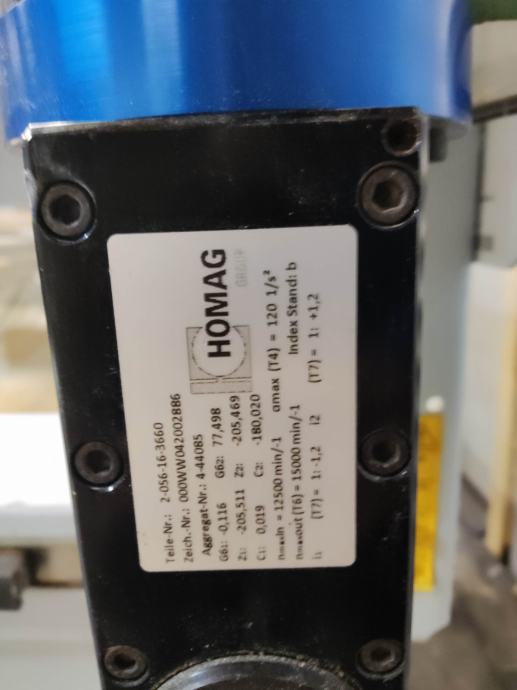 HOMAG
GROUP
Teile-Nr.: 2-056-16-3660
Zeich.-Nr.: 000WW042002886
Aggregat-Nr.: 4-44085
G61: -0,116 G62: 77,498
Z1: -205,511 Z2: -205,469
C1: 0,019 C2: -180,020
nmaxin = 12500 min/-1 αmax (T4) = 120 1/s²
nmaxout (T6) = 15000 min/-1 Index Stand: b
i1 (T7) = 1: -1,2 i2 (T7) = 1: +1,2